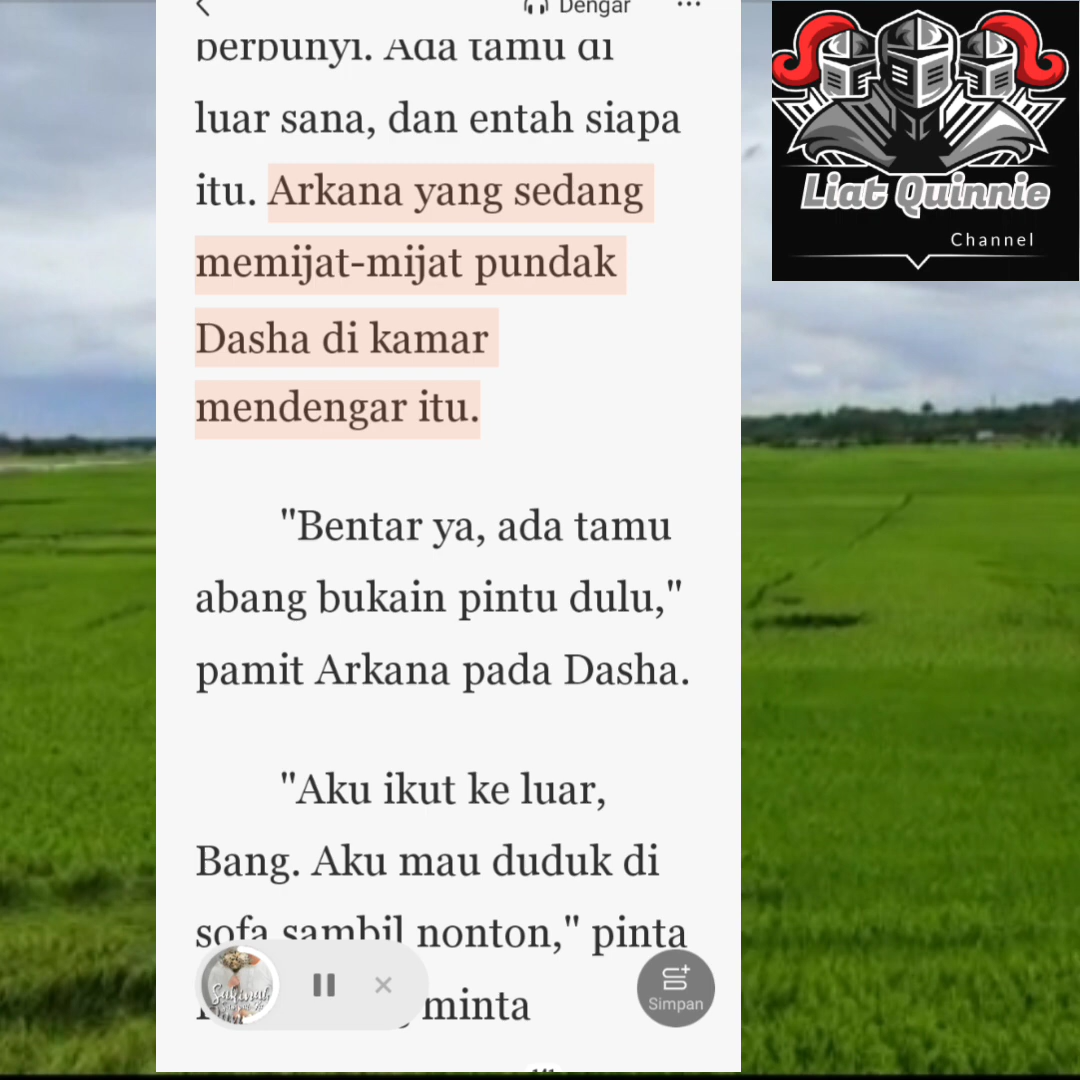 Dengar
berbunyi. Ada tamu di
luar sana, dan entah siapa
itu. Arkana yang sedang
memijat-mijat pundak
Dasha di kamar
mendengar itu.
"Bentar ya, ada tamu
abang bukain pintu dulu,"
pamit Arkana pada Dasha.
"Aku ikut ke luar,
Bang. Aku mau duduk di
sofa sambil nonton," pinta
minta
Simpan
Liat Quinnie
Channel